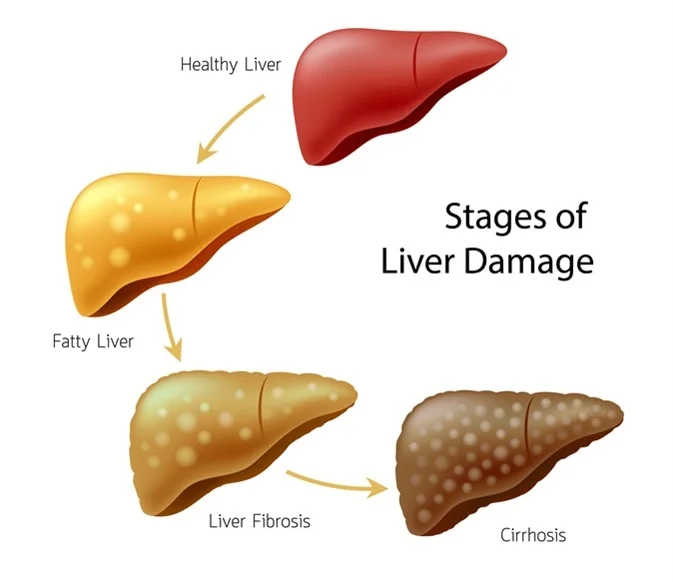 Healthy Liver
Stages of
Liver Damage
Fatty Liver
Liver Fibrosis
Cirrhosis